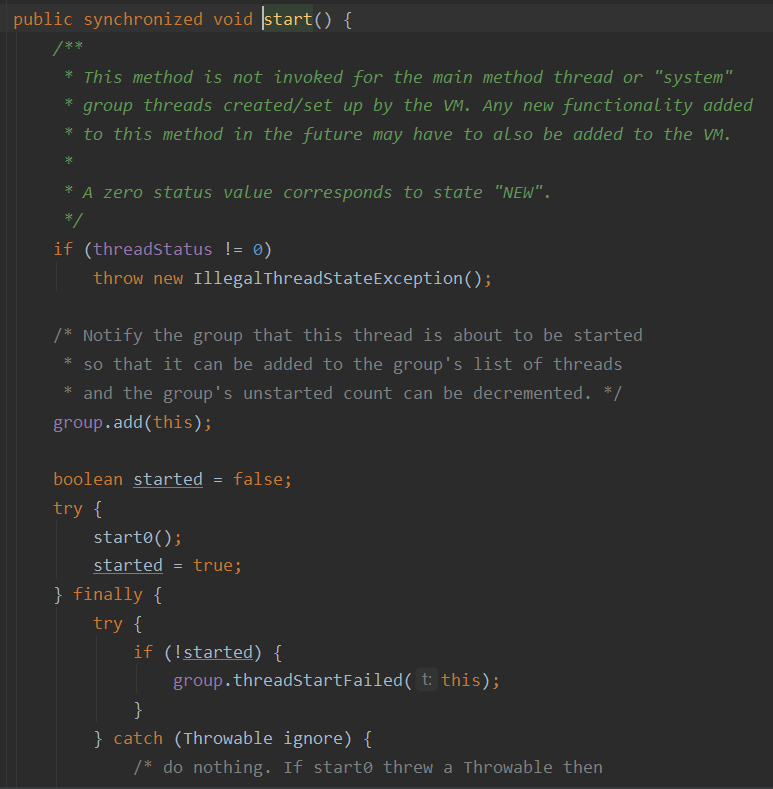 public synchronized void start() {
    /**
     * This method is not invoked for the main method thread or "system"
     * group threads created/set up by the VM. Any new functionality added
     * to this method in the future may have to also be added to the VM.
     *
     * A zero status value corresponds to state "NEW".
     */
    if (threadStatus != 0)
        throw new IllegalThreadStateException();

    /* Notify the group that this thread is about to be started
     * so that it can be added to the group's list of threads
     * and the group's unstarted count can be decremented. */
    group.add(this);

    boolean started = false;
    try {
        start0();
        started = true;
    } finally {
        try {
            if (!started) {
                group.threadStartFailed( t: this);
            }
        } catch (Throwable ignore) {
            /* do nothing. If start0 threw a Throwable then